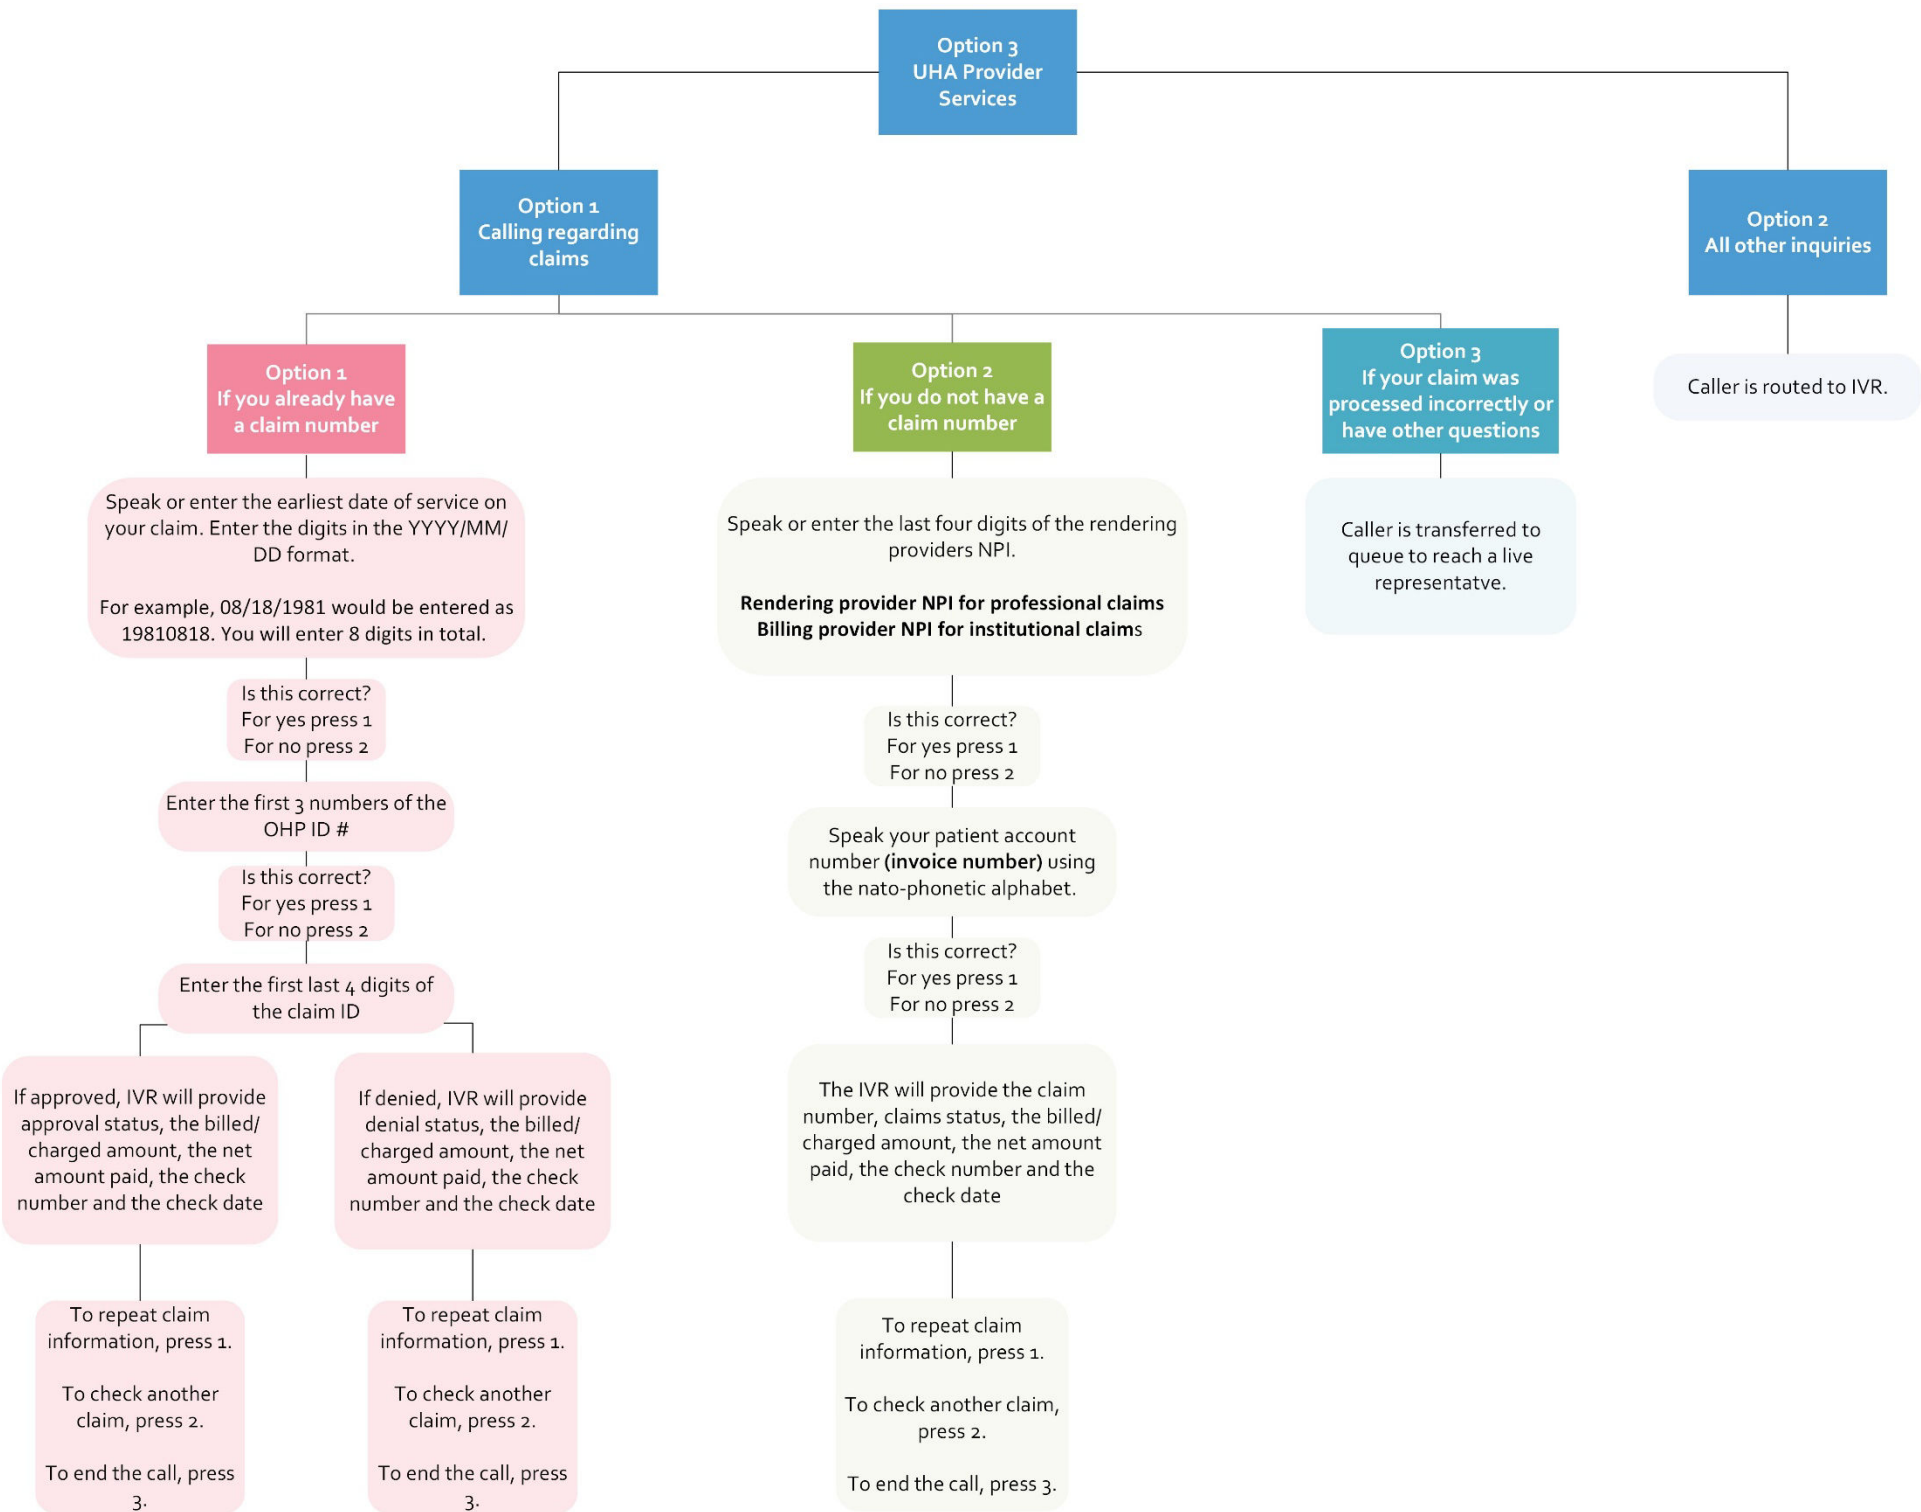 Option 3
UHA Provider
Services
Option 1
Calling regarding
claims
Option 2
All other inquiries
Caller is routed to IVR.
Option 1
If you already have
a claim number
Speak or enter the earliest date of service on
your claim. Enter the digits in the YYYY/MM/
DD format.
For example, 08/18/1981 would be entered as
19810818. You will enter 8 digits in total.
Is this correct?
For yes press 1
For no press 2
Enter the first 3 numbers of the
OHP ID #
Is this correct?
For yes press 1
For no press 2
Enter the first last 4 digits of
the claim ID
If approved, IVR will provide
approval status, the billed/
charged amount, the net
amount paid, the check
number and the check date
To repeat claim
information, press 1.
To check another
claim, press 2.
To end the call, press
3.
If denied, IVR will provide
denial status, the billed/
charged amount, the net
amount paid, the check
number and the check date
To repeat claim
information, press 1.
To check another
claim, press 2.
To end the call, press
3.
Option 2
If you do not have a
claim number
Speak or enter the last four digits of the rendering
providers NPI.
Rendering provider NPI for professional claims
Billing provider NPI for institutional claims
Is this correct?
For yes press 1
For no press 2
Speak your patient account
number (invoice number) using
the nato-phonetic alphabet.
Is this correct?
For yes press 1
For no press 2
The IVR will provide the claim
number, claims status, the billed/
charged amount, the net amount
paid, the check number and the
check date
To repeat claim
information, press 1.
To check another claim,
press 2.
To end the call, press 3.
Option 3
If your claim was
processed incorrectly or
have other questions
Caller is transferred to
queue to reach a live
representatve.